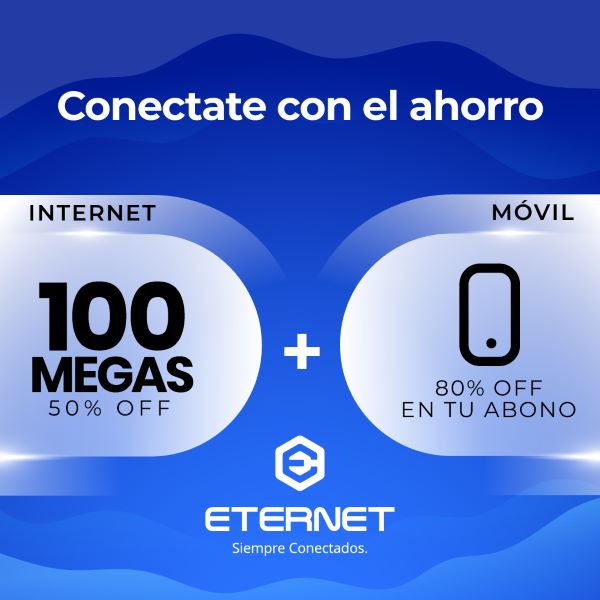 Conectate con el ahorro
INTERNET
100
MEGAS
50% OFF
+
MÓVIL
80% OFF
EN TU ABONO
ETERNET
Siempre Conectados.